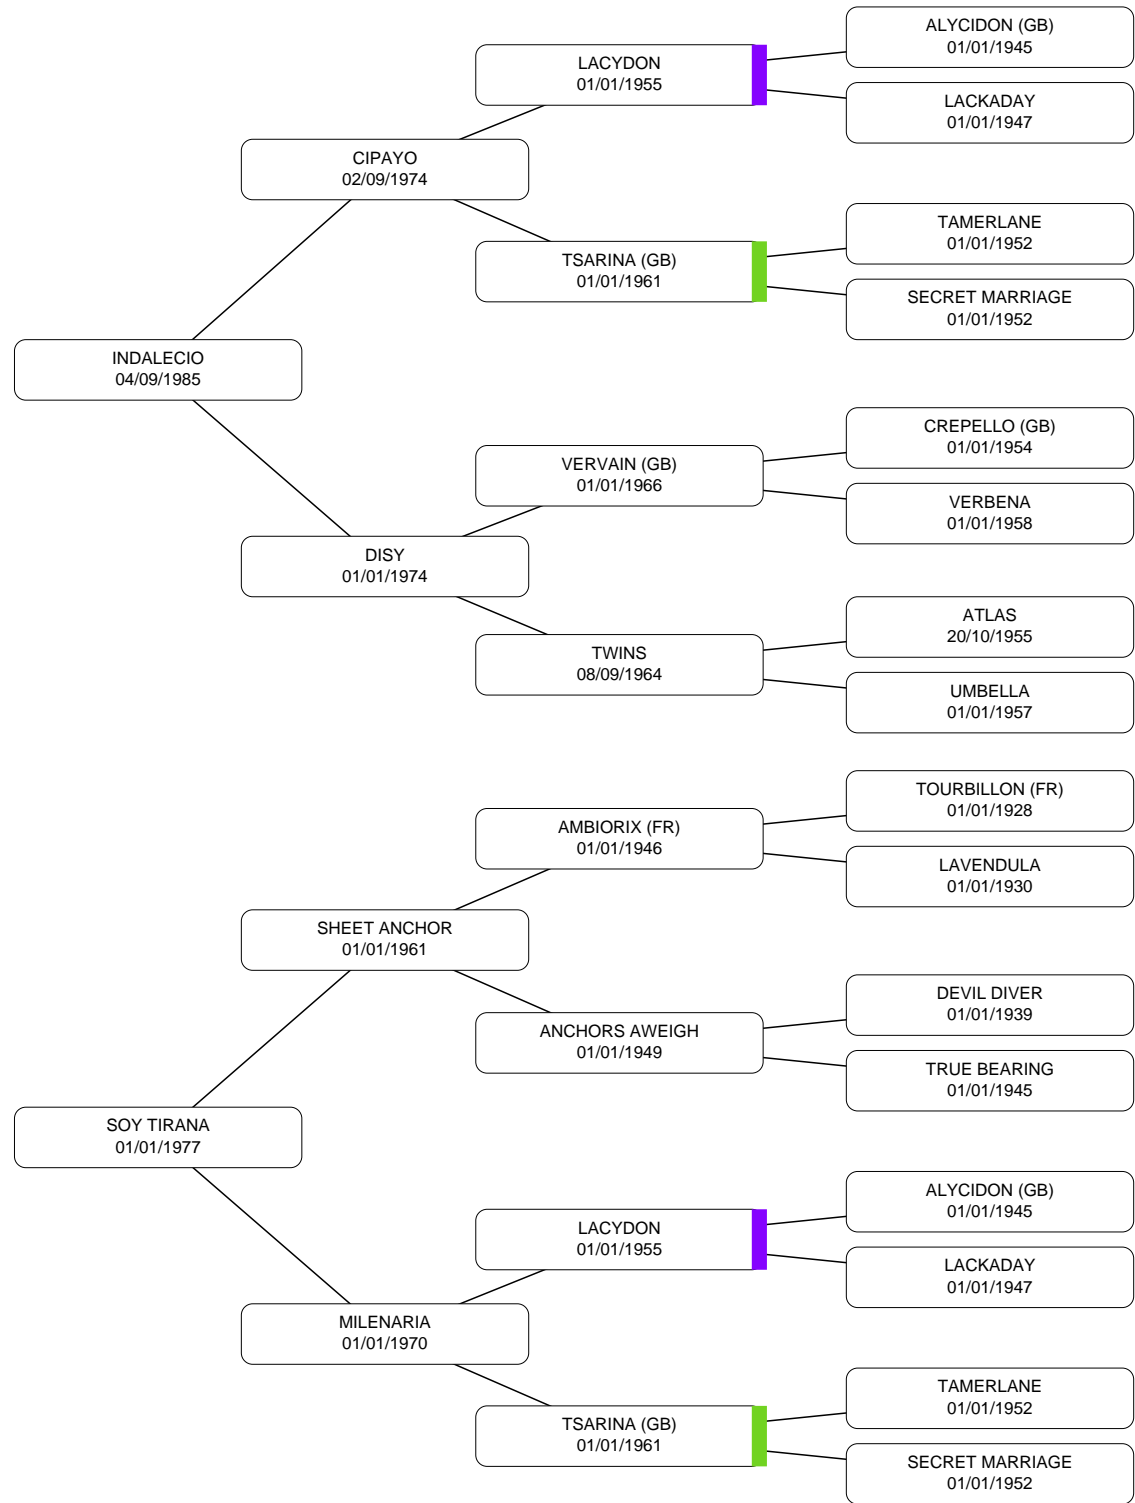 ALYCIDON (GB)
01/01/1945
LACYDON
01/01/1955
LACKADAY
01/01/1947
CIPAYO
02/09/1974
TAMERLANE
01/01/1952
TSARINA (GB)
01/01/1961
SECRET MARRIAGE
01/01/1952
INDALECIO
04/09/1985
CREPELLO (GB)
01/01/1954
VERVAIN (GB)
01/01/1966
VERBENA
01/01/1958
DISY
01/01/1974
ATLAS
20/10/1955
TWINS
08/09/1964
UMBELLA
01/01/1957
TOURBILLON (FR)
01/01/1928
AMBIORIX (FR)
01/01/1946
LAVENDULA
01/01/1930
SHEET ANCHOR
01/01/1961
DEVIL DIVER
01/01/1939
ANCHORS AWEIGH
01/01/1949
TRUE BEARING
01/01/1945
SOY TIRANA
01/01/1977
ALYCIDON (GB)
01/01/1945
LACYDON
01/01/1955
LACKADAY
01/01/1947
MILENARIA
01/01/1970
TAMERLANE
01/01/1952
TSARINA (GB)
01/01/1961
SECRET MARRIAGE
01/01/1952